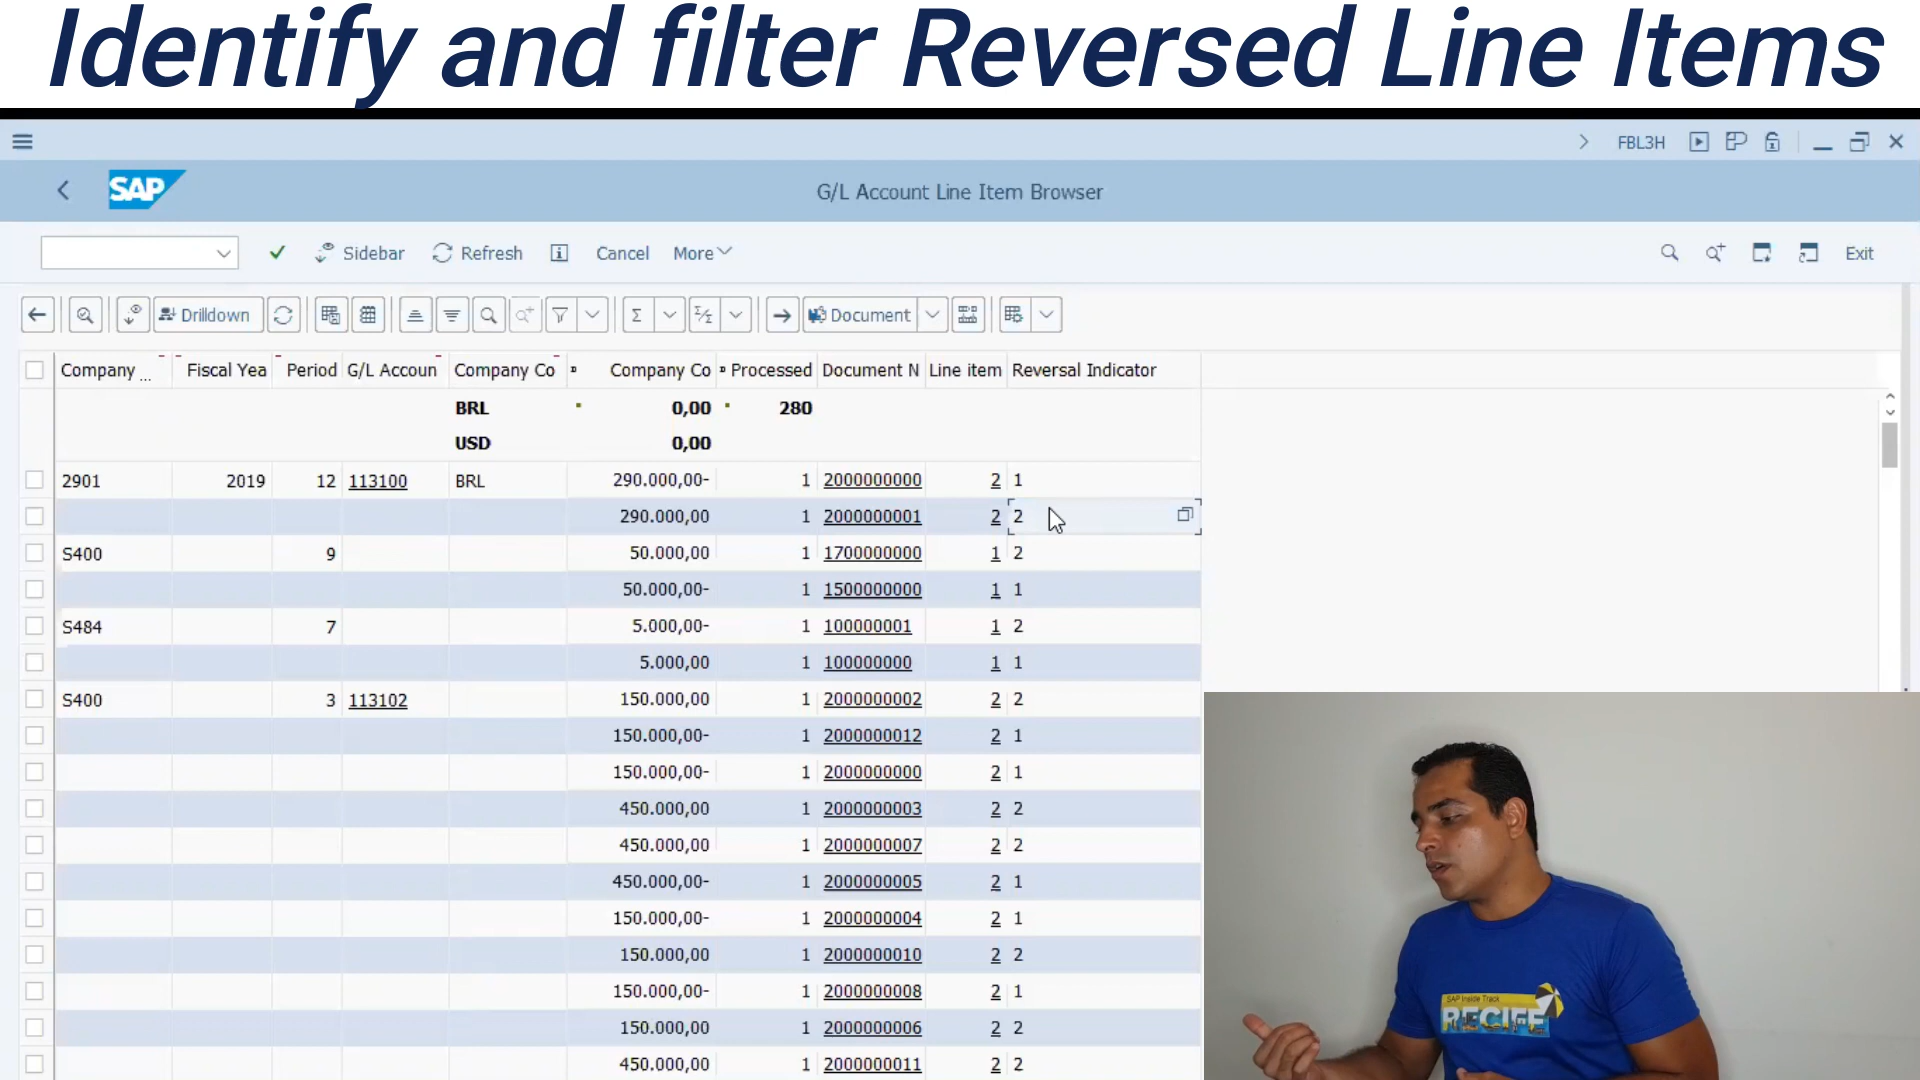 Identify and filter Reversed Line Items
FBL3H
SAP
G/L Account Line Item Browser
Sidebar Refresh Cancel More Exit
Drilldown Document
Company ... Fiscal Yea Period G/L Accoun Company Co Company Co Processed Document N Line item Reversal Indicator
BRL 0,00 280
USD 0,00
2901 2019 12 113100 BRL 290.000,00- 1 2000000000 2 1
290.000,00 1 2000000001 2 2
S400 9 50.000,00 1 1700000000 1 2
50.000,00- 1 1500000000 1 1
S484 7 5.000,00- 1 100000001 1 2
5.000,00 1 100000000 1 1
S400 3 113102 150.000,00 1 2000000002 2 2
150.000,00- 1 2000000012 2 1
150.000,00- 1 2000000000 2 1
450.000,00 1 2000000003 2 2
450.000,00 1 2000000007 2 2
450.000,00- 1 2000000005 2 1
150.000,00- 1 2000000004 2 1
150.000,00 1 2000000010 2 2
150.000,00- 1 2000000008 2 1
150.000,00 1 2000000006 2 2
450.000,00 1 2000000011 2 2
SAP Inside Track
RECIFE